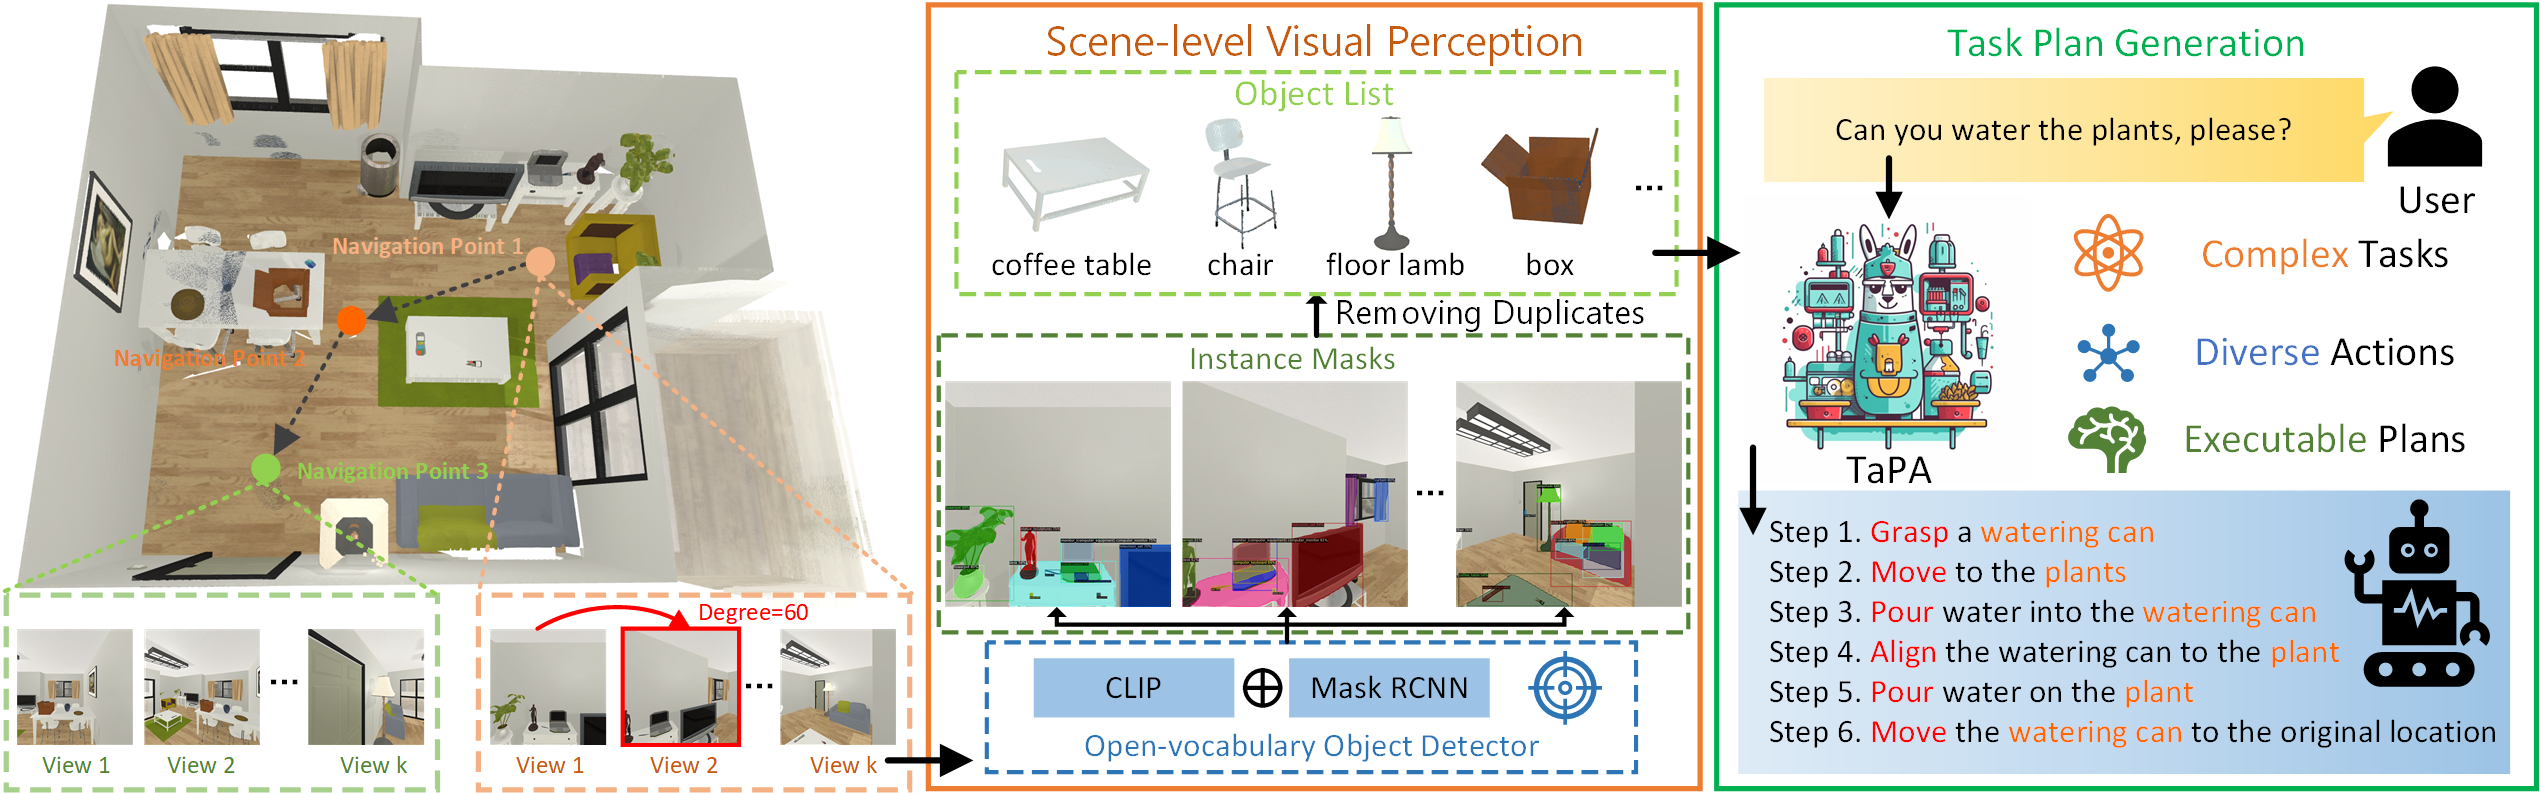 Navigation Point 1
Navigation Point 2
Navigation Point 3
View 1
View 2
...
View k
Degree=60
View 1
View 2
...
View k
Scene-level Visual Perception
Object List
coffee table
chair
floor lamb
box
...
Removing Duplicates
Instance Masks
...
CLIP
Mask RCNN
Open-vocabulary Object Detector
Task Plan Generation
Can you water the plants, please?
User
TaPA
Complex Tasks
Diverse Actions
Executable Plans
Step 1. Grasp a watering can
Step 2. Move to the plants
Step 3. Pour water into the watering can
Step 4. Align the watering can to the plant
Step 5. Pour water on the plant
Step 6. Move the watering can to the original location